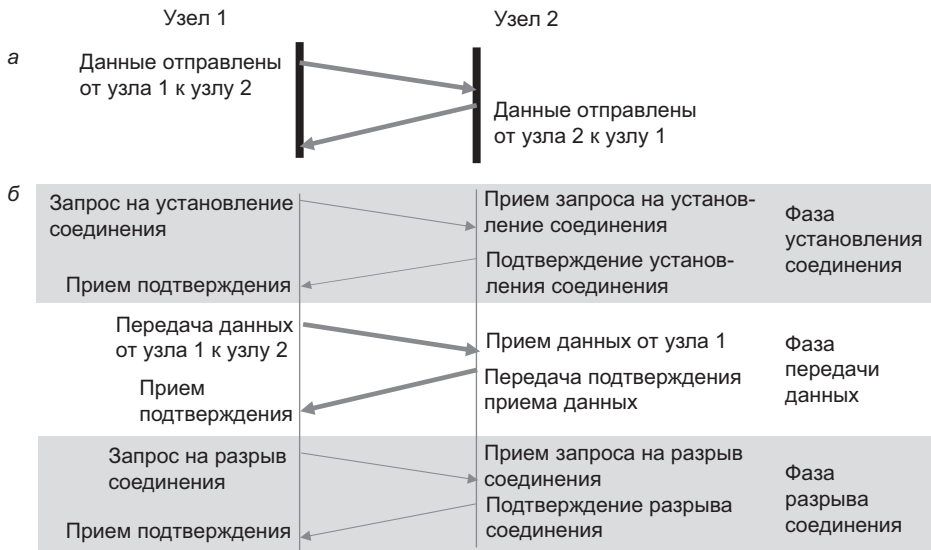 Узел 1
Узел 2
а
Данные отправлены
от узла 1 к узлу 2
Данные отправлены
от узла 2 к узлу 1
б
Запрос на установление
соединения
Прием запроса на установ-
ление соединения
Фаза
установления
соединения
Прием подтверждения
Подтверждение установ-
ления соединения
Передача данных
от узла 1 к узлу 2
Прием данных от узла 1
Фаза
передачи
данных
Прием
подтверждения
Передача подтверждения
приема данных
Запрос на разрыв
соединения
Прием запроса на разрыв
соединения
Фаза
разрыва
соединения
Прием подтверждения
Подтверждение разрыва
соединения